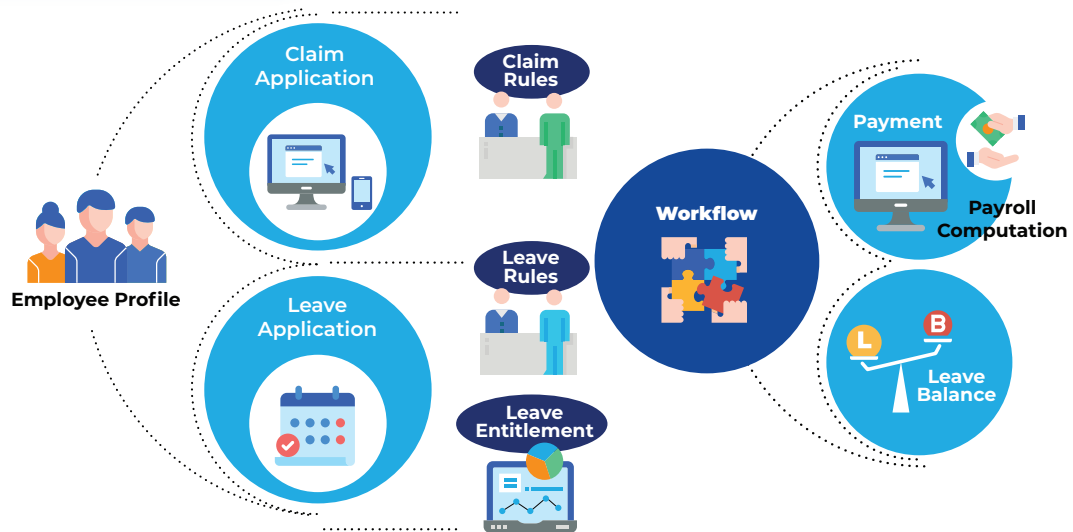 Employee Profile
Claim
Application
Leave
Application
Claim
Rules
Leave
Rules
Leave
Entitlement
Workflow
Payment
Payroll
Computation
L
B
Leave
Balance